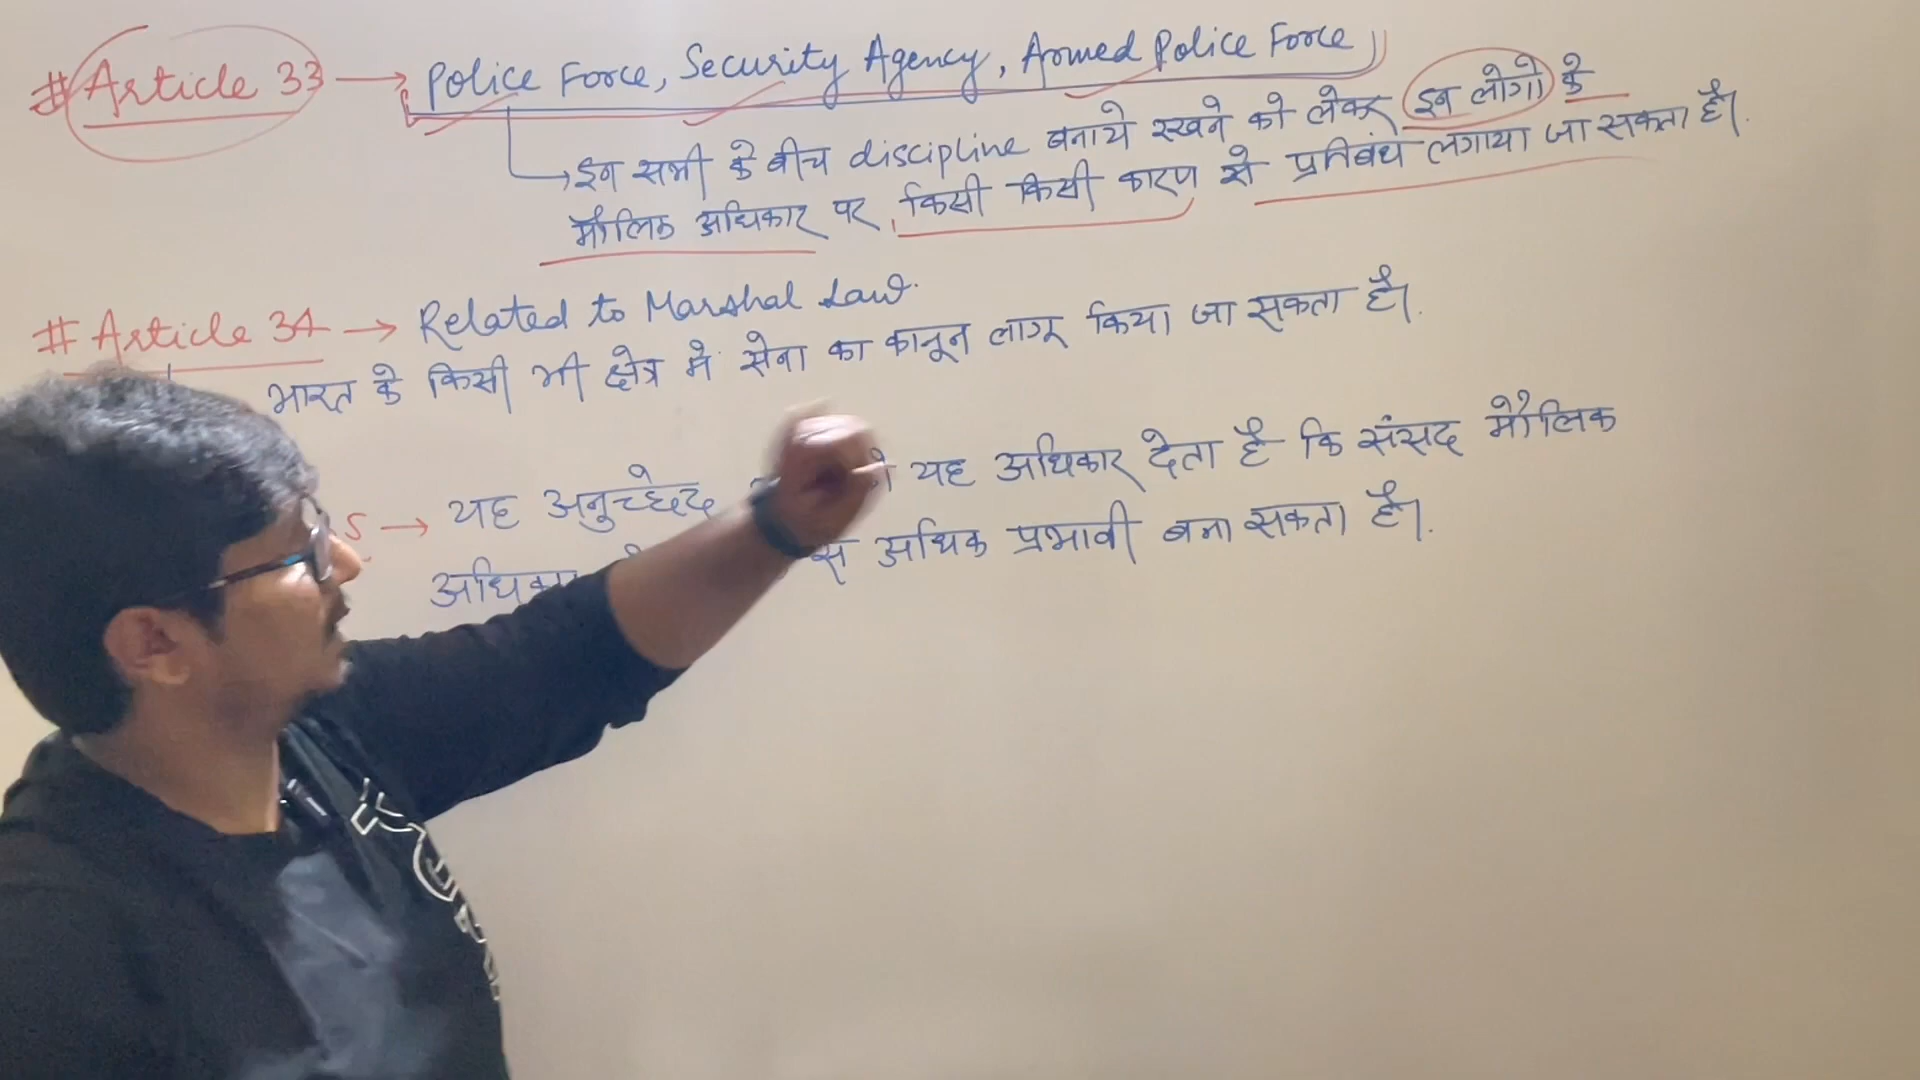 # Article 33 → Police Force, Security Agency, Armed Police Force
→ इन सभी के बीच discipline बनाये रखने को लेकर इन लोगो के
मौलिक अधिकार पर किसी किसी कारण से प्रतिबंध लगाया जा सकता है।
# Article 34 → Related to Marshal Law.
भारत के किसी भी क्षेत्र मे सेना का कानून लागू किया जा सकता है।
→ यह अनुच्छेद यह अधिकार देता है कि संसद मौलिक
अधिक प्रभावी बना सकता है।